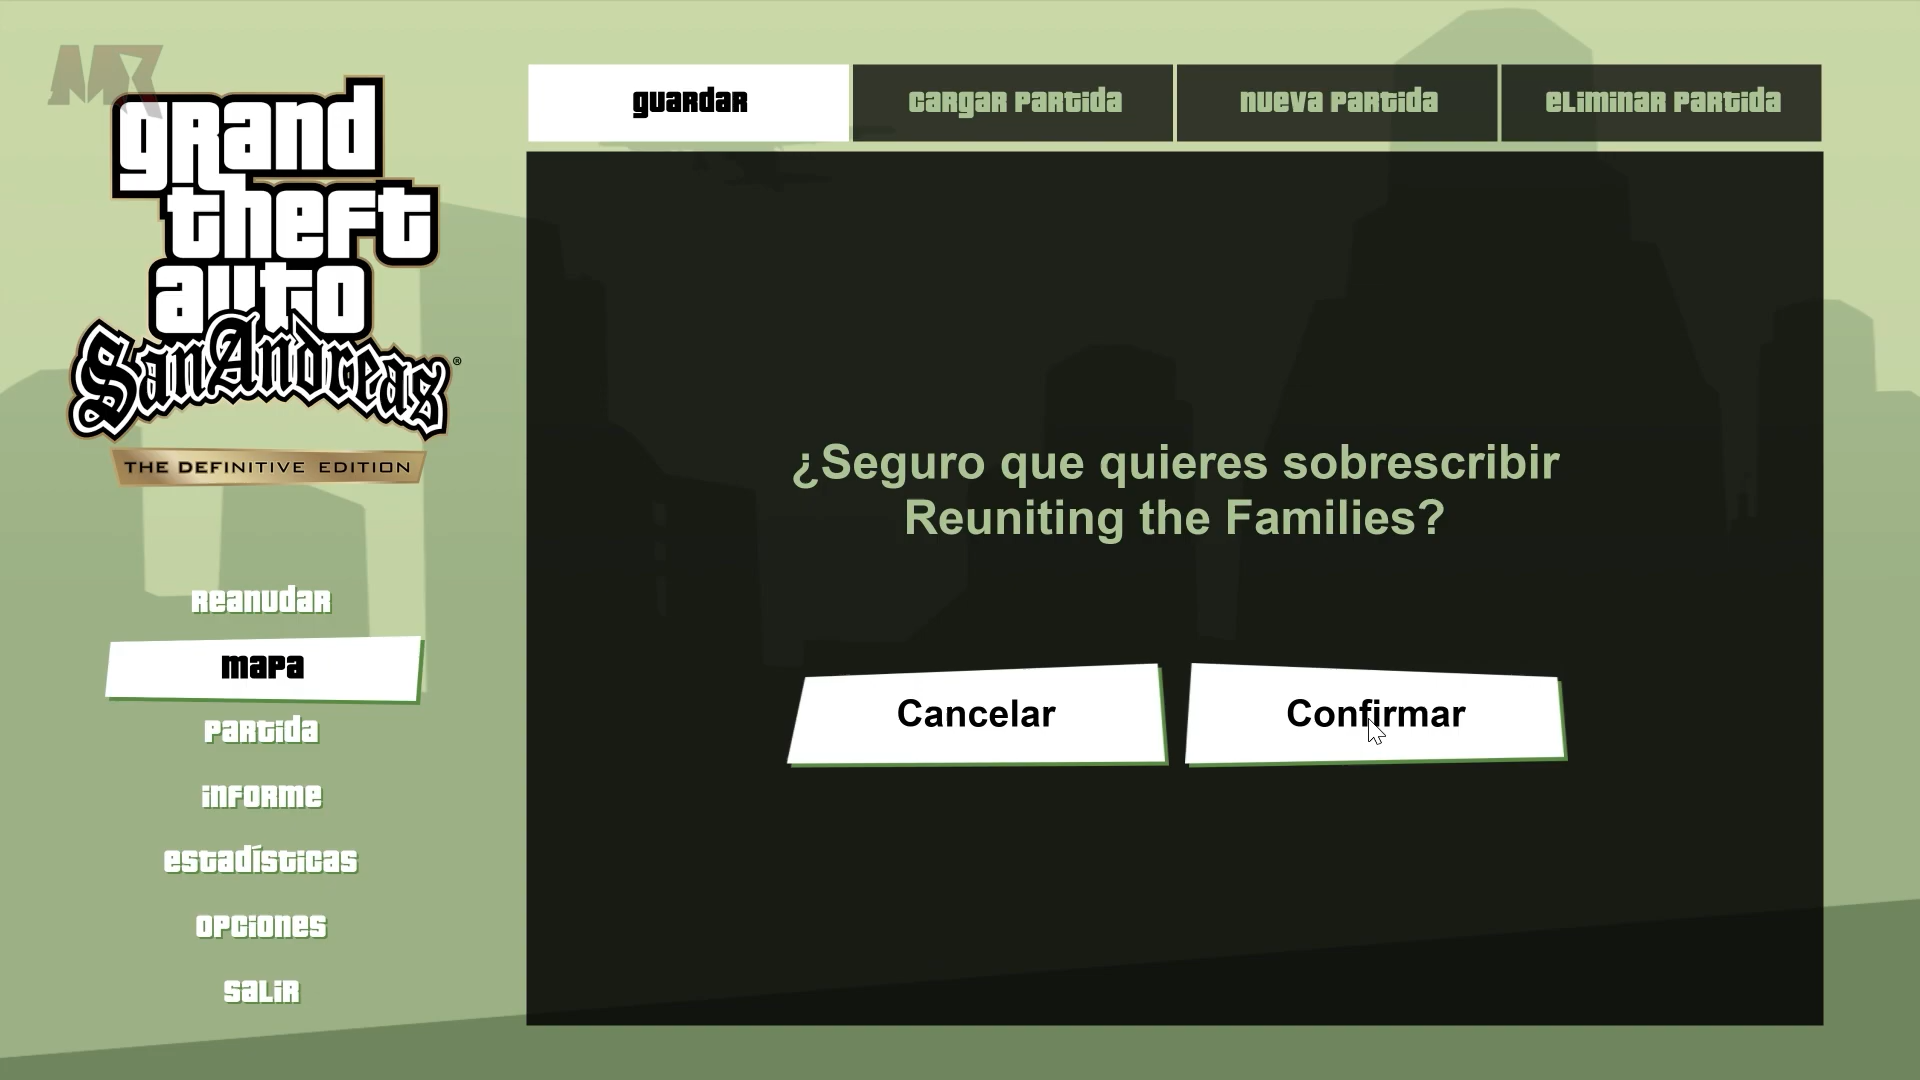 MR
grand
theft
auto
San Andreas®
THE DEFINITIVE EDITION
Reanudar
Mapa
Partida
Informe
Estadísticas
Opciones
Salir
Guardar
Cargar partida
Nueva partida
Eliminar partida
¿Seguro que quieres sobrescribir
Reuniting the Families?
Cancelar
Confirmar